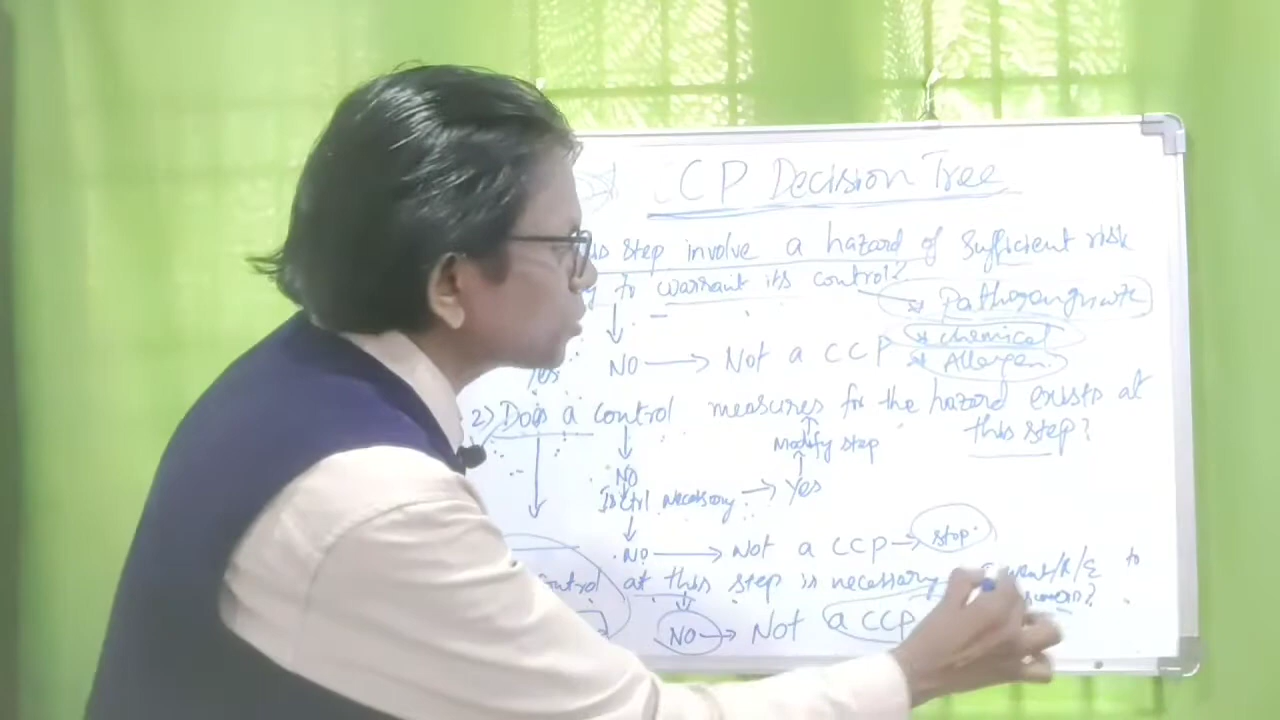 CP Decision Tree
step involve a hazard of sufficient risk
to warrant its control?
* Pathogen
* chemical
NO → Not a CCP
* Allergen
Yes
2) Does a control measures for the hazard exists at
this step?
Modify step
NO
Is Ctrl necessary → Yes
NO → Not a CCP → stop.
control at this step is necessary to
NO → Not a CCP